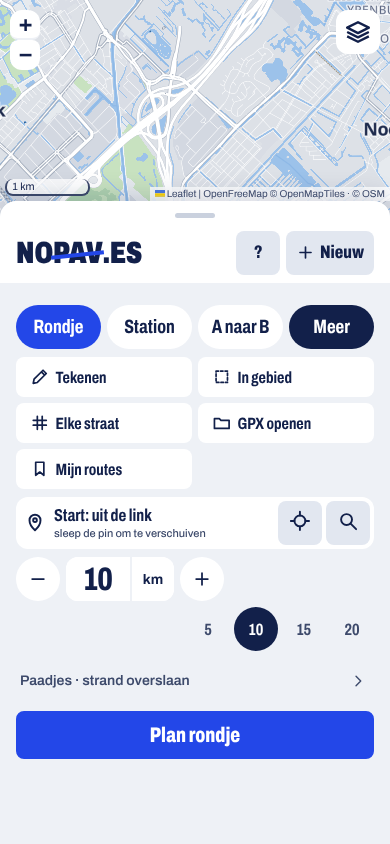 +
−
1 km
Leaflet | OpenFreeMap © OpenMapTiles · © OSM
NOPAV.ES
?
+ Nieuw
Rondje
Station
A naar B
Meer
Tekenen
In gebied
Elke straat
GPX openen
Mijn routes
Start: uit de link
sleep de pin om te verschuiven
− 10 km +
5 10 15 20
Paadjes · strand overslaan
Plan rondje